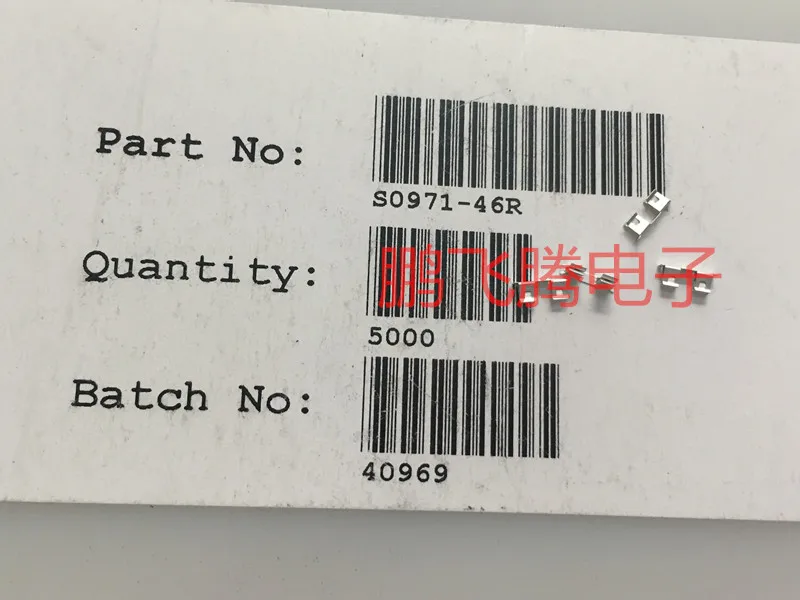 Part No:
S0971-46R
Quantity:
鹏飞腾电子
5000
Batch No:
40969